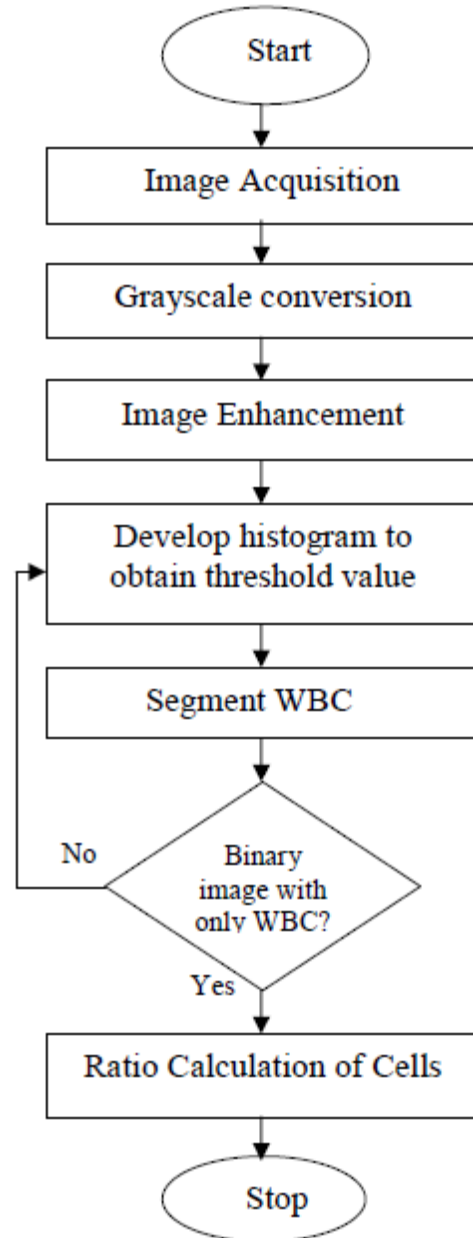 Start
Image Acquisition
Grayscale conversion
Image Enhancement
Develop histogram to
obtain threshold value
Segment WBC
No
Binary
image with
only WBC?
Yes
Ratio Calculation of Cells
Stop